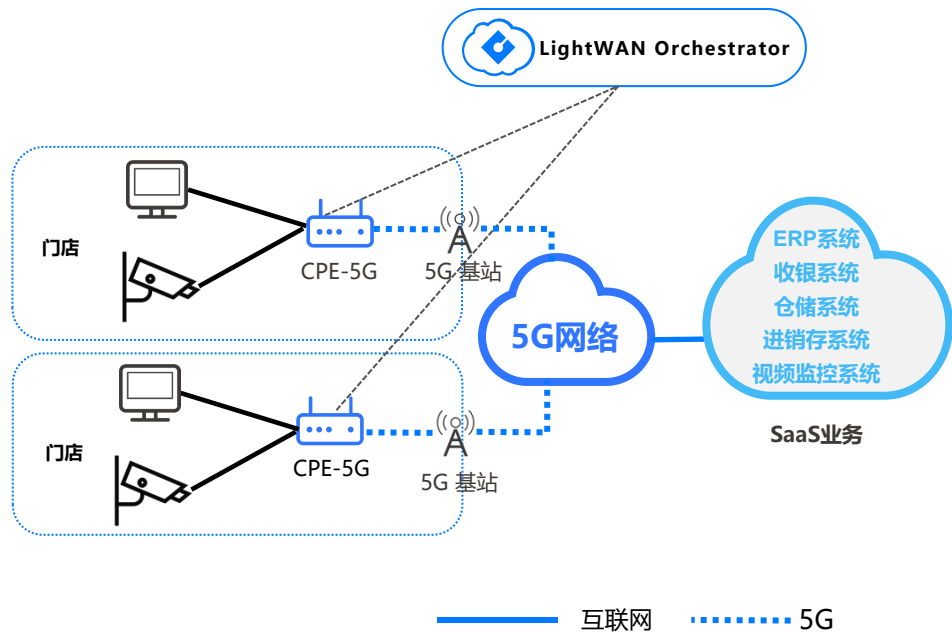 LightWAN Orchestrator
门店
CPE-5G
5G 基站
5G网络
ERP系统
收银系统
仓储系统
进销存系统
视频监控系统
SaaS业务
门店
CPE-5G
5G 基站
互联网
5G